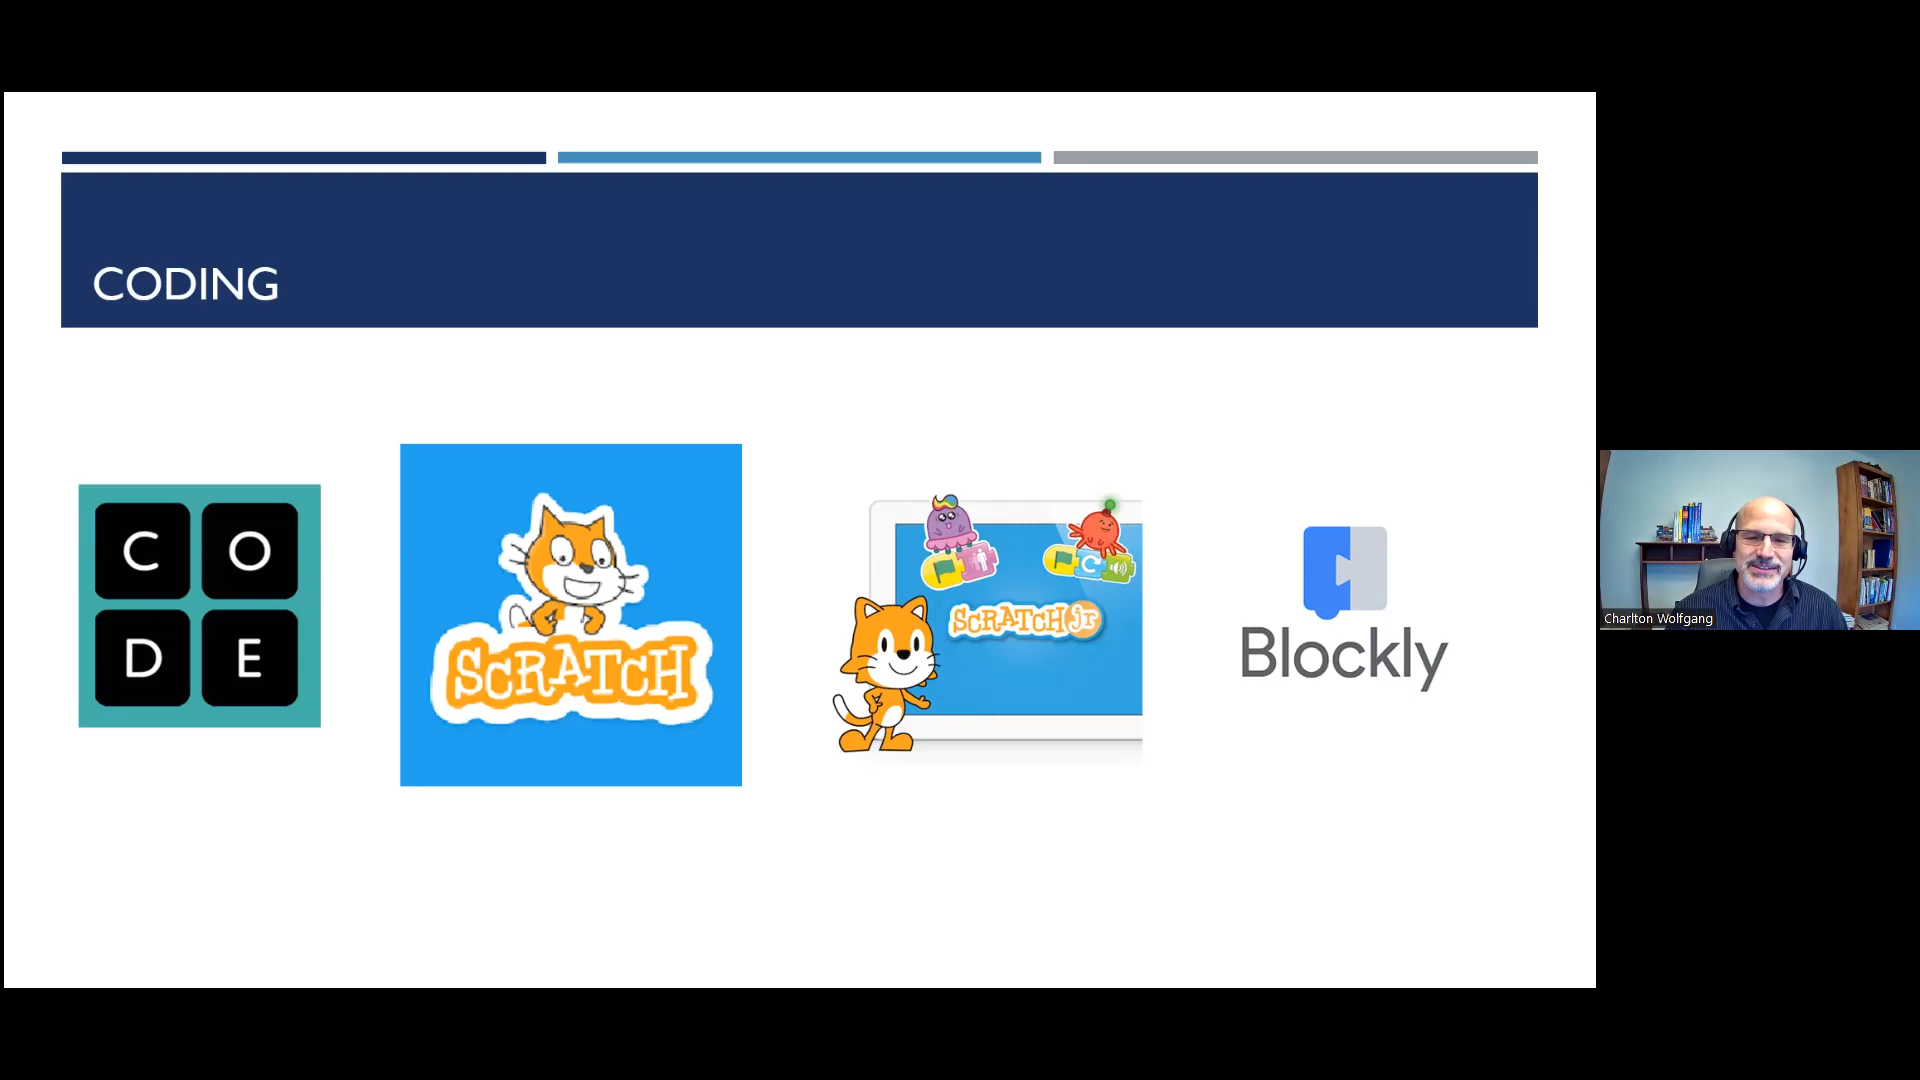 CODING
C O
D E
SCRATCH
SCRATCH jr
Blockly
Charlton Wolfgang